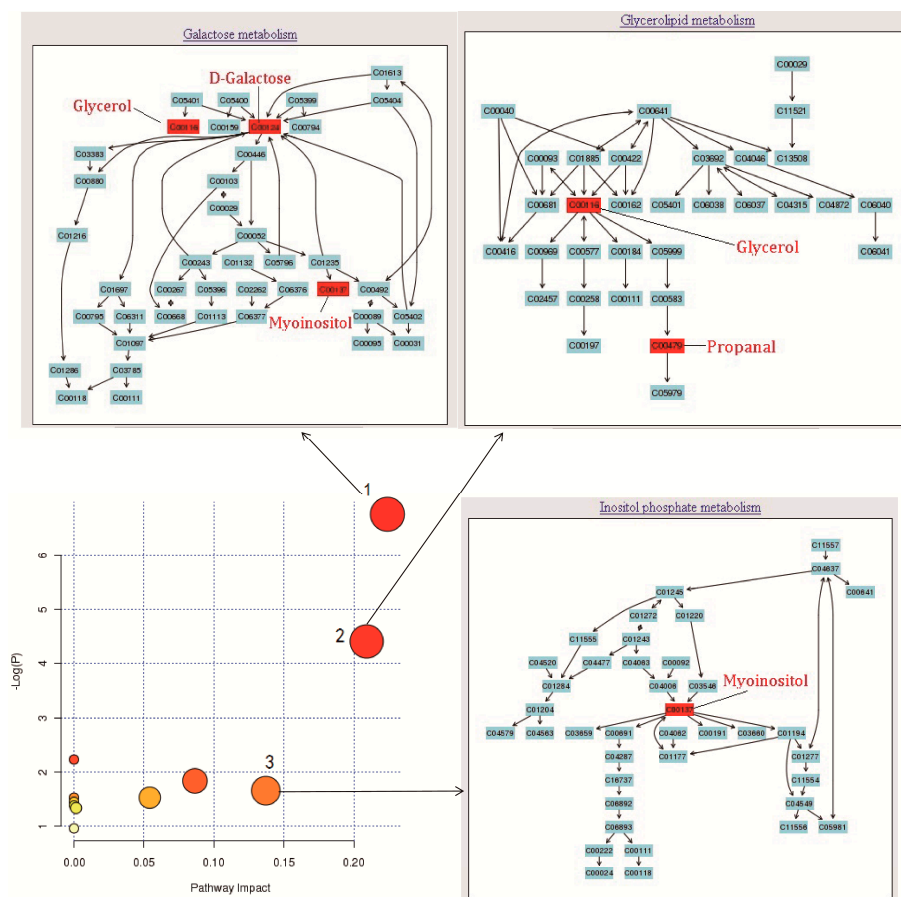 Galactose metabolism
D-Galactose
Glycerol
C01613
C05401 C05400 C05399 C05404
C00116 C00159 C00124 C00794
C03383 C00446
C00880 C00103
C00029
C01216 C00052
C00243 C01132 C05796 C01235
C01697 C00267 C05396 C02262 C06376 C00137 C00492
Myoinositol
C00795 C06311 C00668 C01113 C06377 C00089 C05402
C01097 C00095 C00031
C01286 C03785
C00118 C00111
Glycerolipid metabolism
C00029
C00040 C00641 C11521
C00093 C01885 C00422 C03692 C04046 C13508
C00681 C00116 C00162 C05401 C06038 C06037 C04315 C04872 C06040
Glycerol
C00416 C00969 C00577 C00184 C05999 C06041
C02457 C00258 C00111 C00583
C00197 C00479 Propanal
C05979
1
2
3
-Log(P)
6
5
4
3
2
1
0.00 0.05 0.10 0.15 0.20
Pathway Impact
Inositol phosphate metabolism
C11557
C04637
C01245 C00641
C01272 C01220
C11555 C01243
C04520 C04477 C04063 C00092
C01284 C04006 C03546 Myoinositol
C01204 C00137
C04579 C04563 C03659 C00691 C04062 C00191 C03660 C01194
C04287 C01177 C01277
C16737 C11554
C06892 C04549
C06893 C11556 C05981
C00222 C00111
C00024 C00118